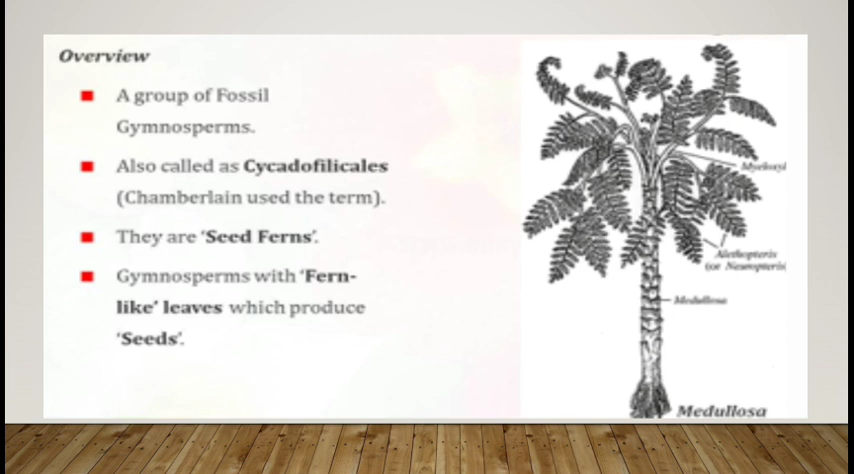 Overview
A group of Fossil
Gymnosperms.
Also called as Cycadofilicales
(Chamberlain used the term).
They are ‘Seed Ferns’.
Gymnosperms with ‘Fern-
like’ leaves which produce
‘Seeds’.
Myeloxyl
Alethopteris
(or Neuropteris
Medullosa
Medullosa